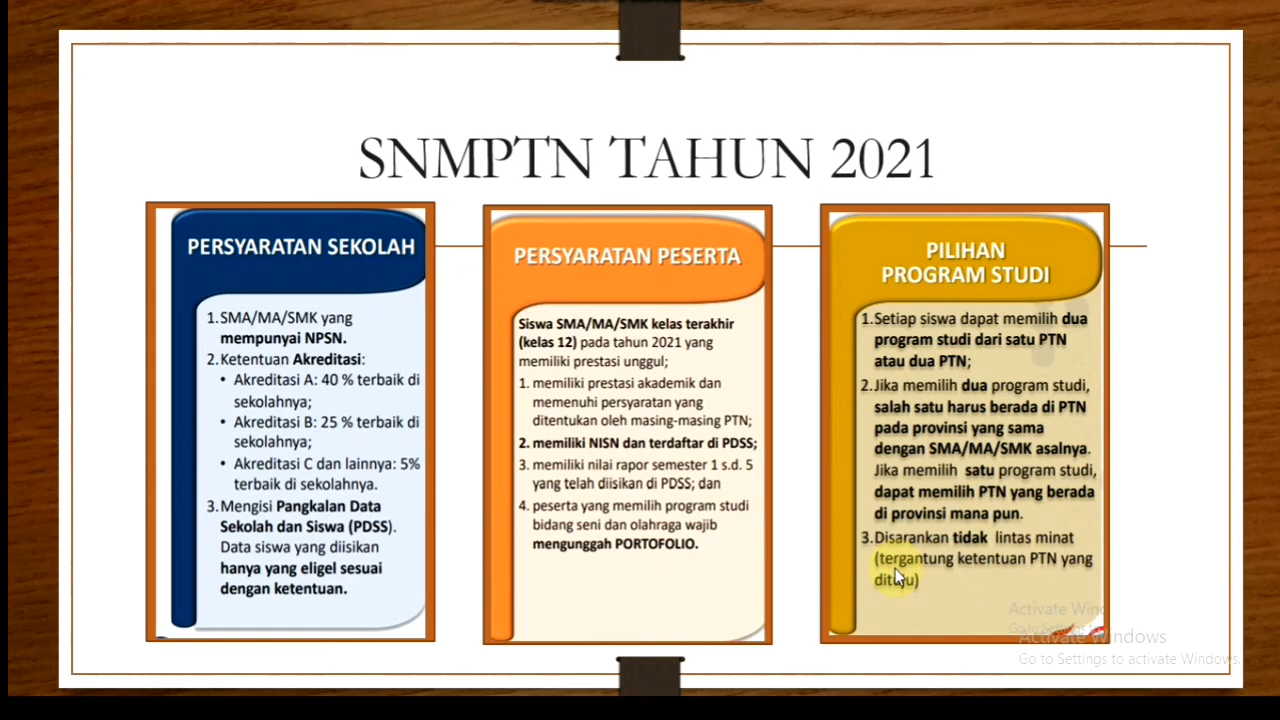 SNMPTN TAHUN 2021
PERSYARATAN SEKOLAH
1.SMA/MA/SMK yang
mempunyai NPSN.
2.Ketentuan Akreditasi:
• Akreditasi A: 40 % terbaik di
sekolahnya;
• Akreditasi B: 25 % terbaik di
sekolahnya;
• Akreditasi C dan lainnya: 5%
terbaik di sekolahnya.
3.Mengisi Pangkalan Data
Sekolah dan Siswa (PDSS).
Data siswa yang diisikan
hanya yang eligel sesuai
dengan ketentuan.
PERSYARATAN PESERTA
Siswa SMA/MA/SMK kelas terakhir
(kelas 12) pada tahun 2021 yang
memiliki prestasi unggul;
1. memiliki prestasi akademik dan
memenuhi persyaratan yang
ditentukan oleh masing-masing PTN;
2. memiliki NISN dan terdaftar di PDSS;
3. memiliki nilai rapor semester 1 s.d. 5
yang telah diisikan di PDSS; dan
4. peserta yang memilih program studi
bidang seni dan olahraga wajib
mengunggah PORTOFOLIO.
PILIHAN
PROGRAM STUDI
1.Setiap siswa dapat memilih dua
program studi dari satu PTN
atau dua PTN;
2.Jika memilih dua program studi,
salah satu harus berada di PTN
pada provinsi yang sama
dengan SMA/MA/SMK asalnya.
Jika memilih satu program studi,
dapat memilih PTN yang berada
di provinsi mana pun.
3.Disarankan tidak lintas minat
(tergantung ketentuan PTN yang
dituju)
Activate Wind
Activate Windows
Go to Settings to activate Windows.